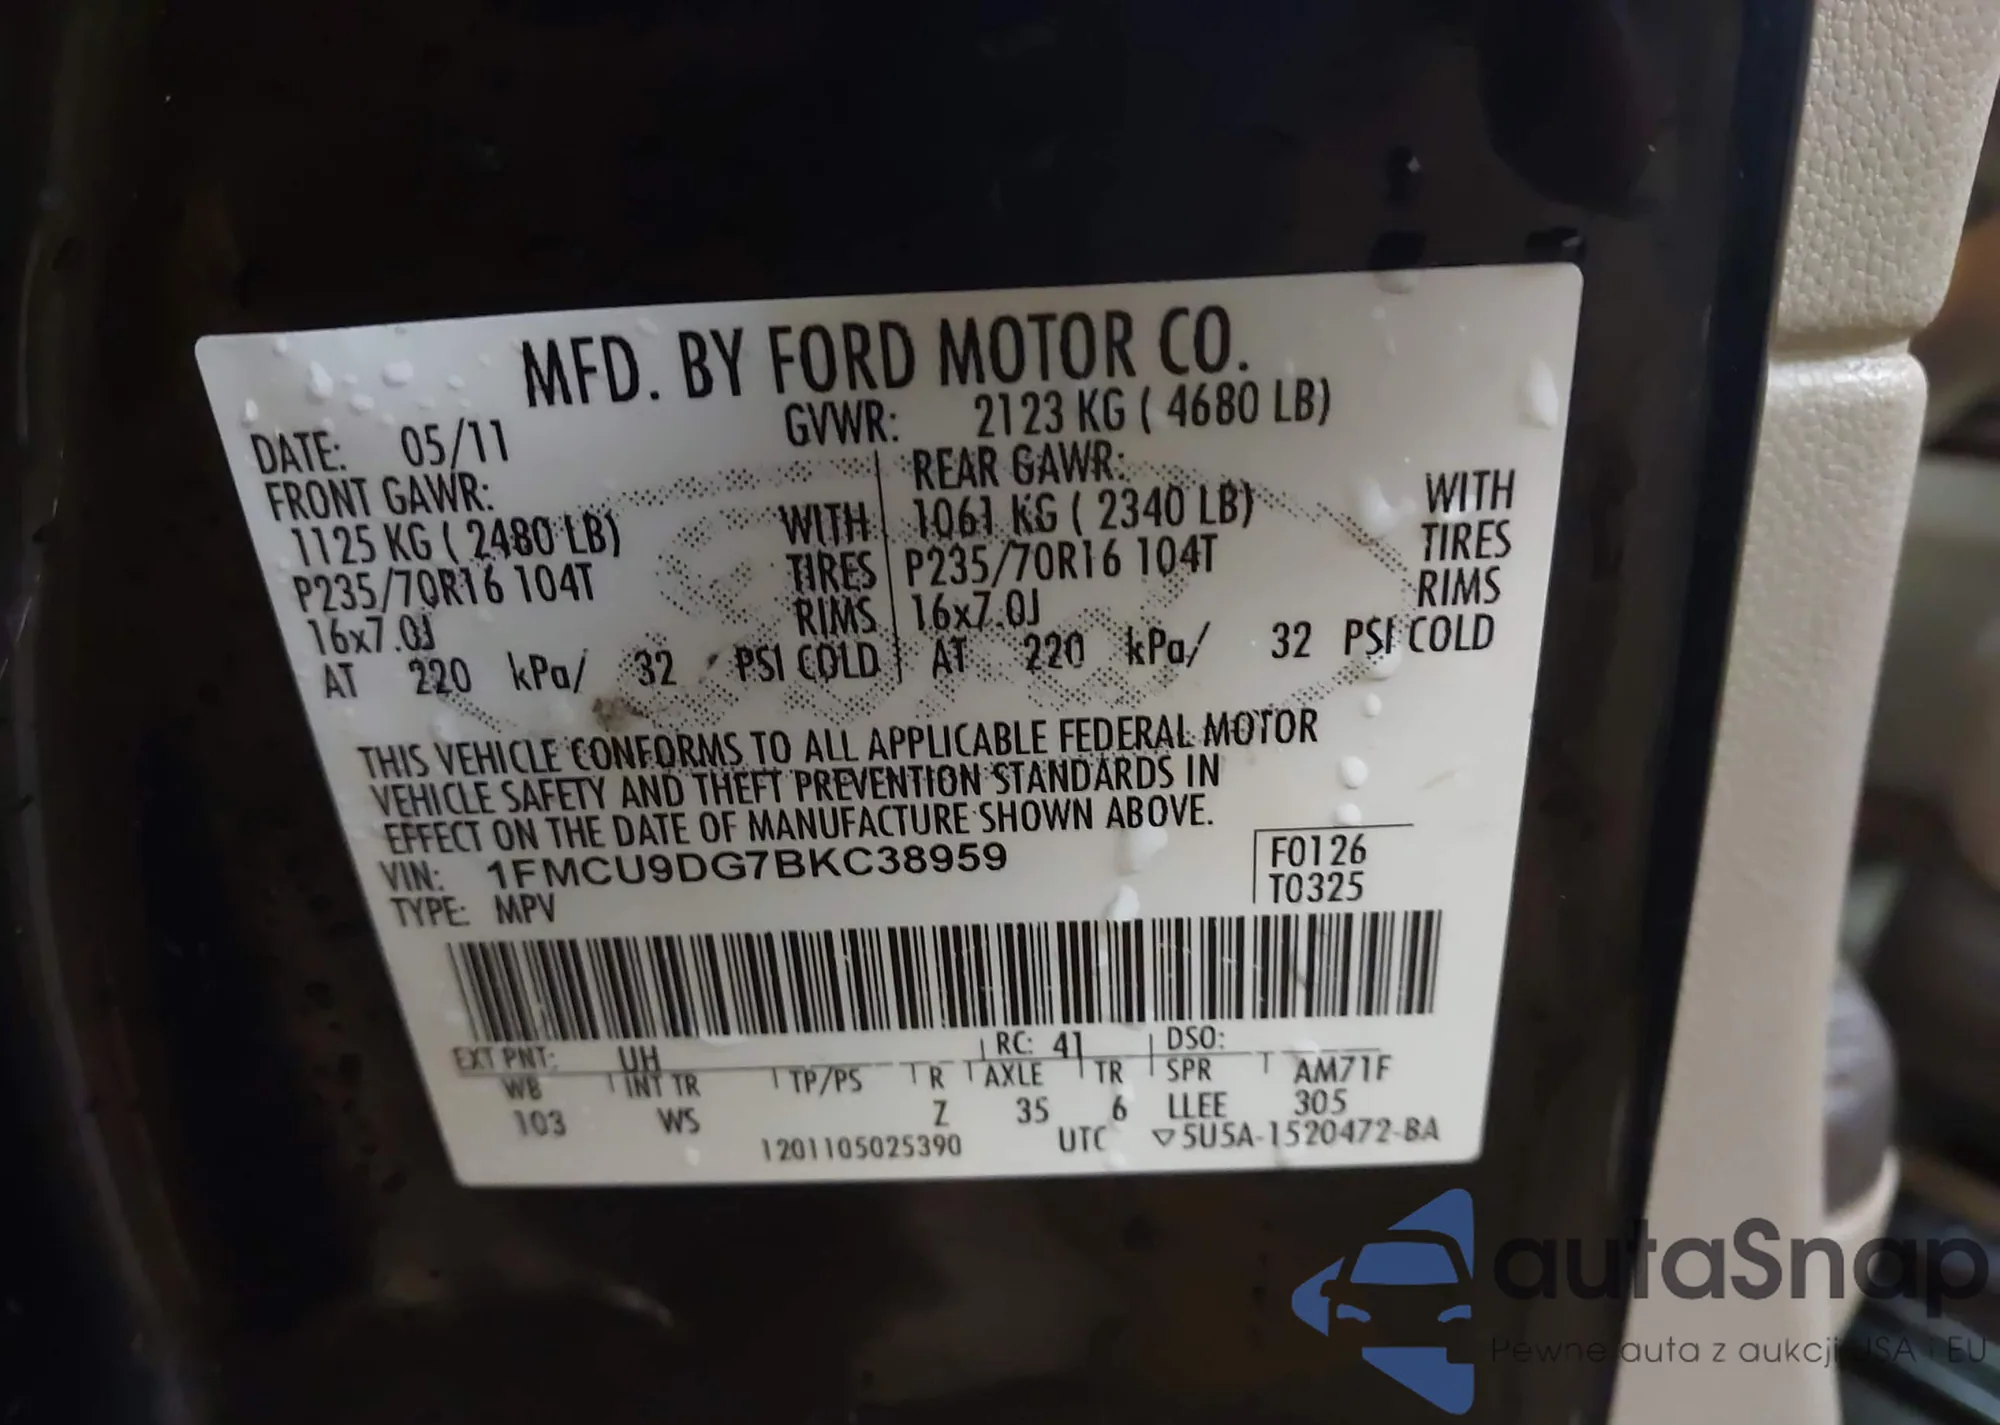 MFD. BY FORD MOTOR CO.
DATE: 05/11 GVWR: 2123 KG ( 4680 LB)
FRONT GAWR: REAR GAWR:
1125 KG ( 2480 LB) WITH 1061 KG ( 2340 LB) WITH
P235/70R16 104T TIRES P235/70R16 104T TIRES
16x7.0J RIMS 16x7.0J RIMS
AT 220 kPa/ 32 PSI COLD AT 220 kPa/ 32 PSI COLD
THIS VEHICLE CONFORMS TO ALL APPLICABLE FEDERAL MOTOR
VEHICLE SAFETY AND THEFT PREVENTION STANDARDS IN
EFFECT ON THE DATE OF MANUFACTURE SHOWN ABOVE.
VIN: 1FMCU9DG7BKC38959
F0126
TYPE: MPV
T0325
EXT PNT: UH RC: 41 DSO:
WB INT TR TP/PS R AXLE TR SPR AM71F
103 WS Z 35 6 LLEE 305
1201105025390 UTC ▽5U5A-1520472-BA
autaSnap
Pewne auta z aukcji USA i EU